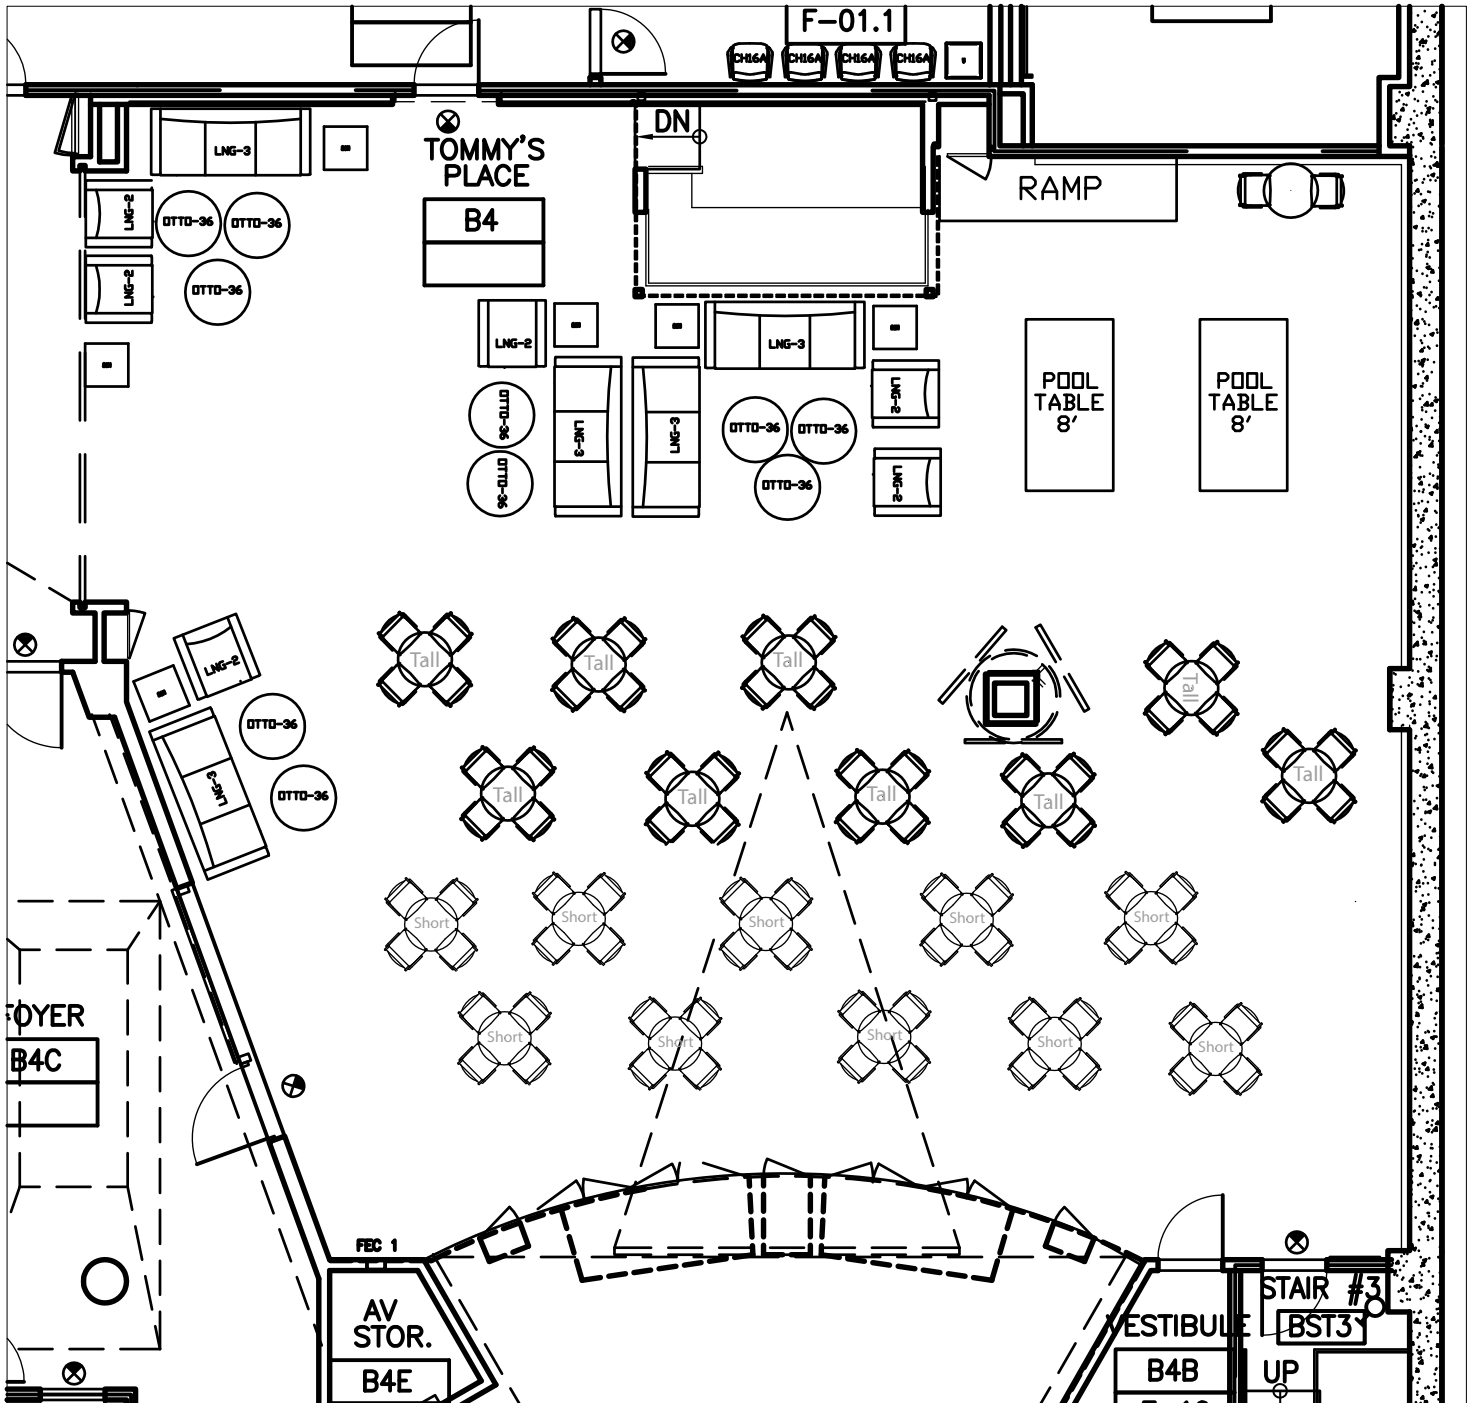 F-01.1
CH16A
CH16A
CH16A
CH16A
LNG-3
TOMMY'S
PLACE
B4
DN
RAMP
LNG-2
OTTO-36
OTTO-36
LNG-2
OTTO-36
LNG-2
LNG-3
LNG-2
POOL
TABLE
8'
POOL
TABLE
8'
OTTO-36
LNG-3
LNG-3
OTTO-36
OTTO-36
OTTO-36
OTTO-36
LNG-2
LNG-2
Tall
Tall
Tall
Tall
LNG-2
OTTO-36
LNG-3
OTTO-36
Tall
Tall
Tall
Tall
Tall
Short
Short
Short
Short
Short
Short
Short
Short
Short
Short
FOYER
B4C
FEC 1
AV
STOR.
B4E
STAIR #3
VESTIBULE
BST3
B4B
UP